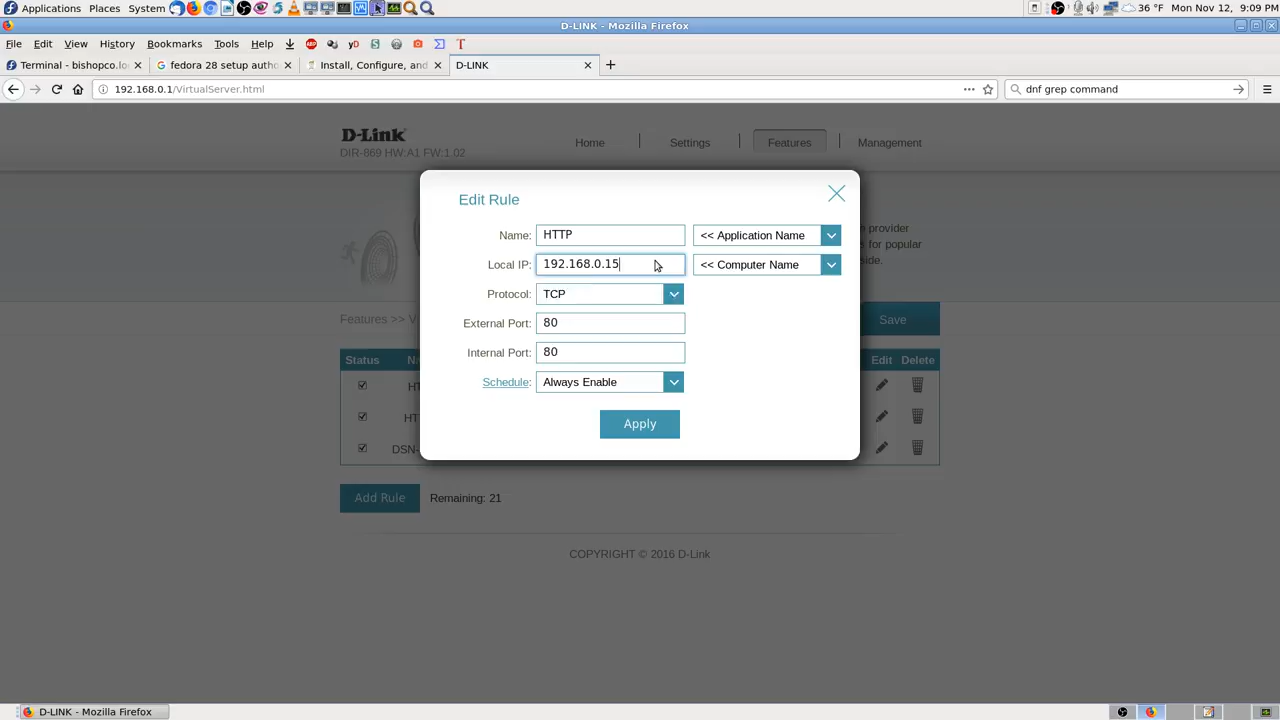 Applications Places System 36 °F Mon Nov 12, 9:09 PM
D-LINK - Mozilla Firefox
File Edit View History Bookmarks Tools Help
Terminal - bishopco.lo
fedora 28 setup autho
Install, Configure, and
D-LINK
192.168.0.1/VirtualServer.html
dnf grep command
D-Link
DIR-869 HW:A1 FW:1.02
Home Settings Features Management
Edit Rule
Name: HTTP << Application Name
e provider
Local IP: 192.168.0.15 << Computer Name
s for popular
Protocol: TCP
External Port: 80
Features >> V
Save
Internal Port: 80
Status Edit Delete
Schedule: Always Enable
HT
HT
Apply
DSN-
Add Rule Remaining: 21
COPYRIGHT © 2016 D-Link
D-LINK - Mozilla Firefox